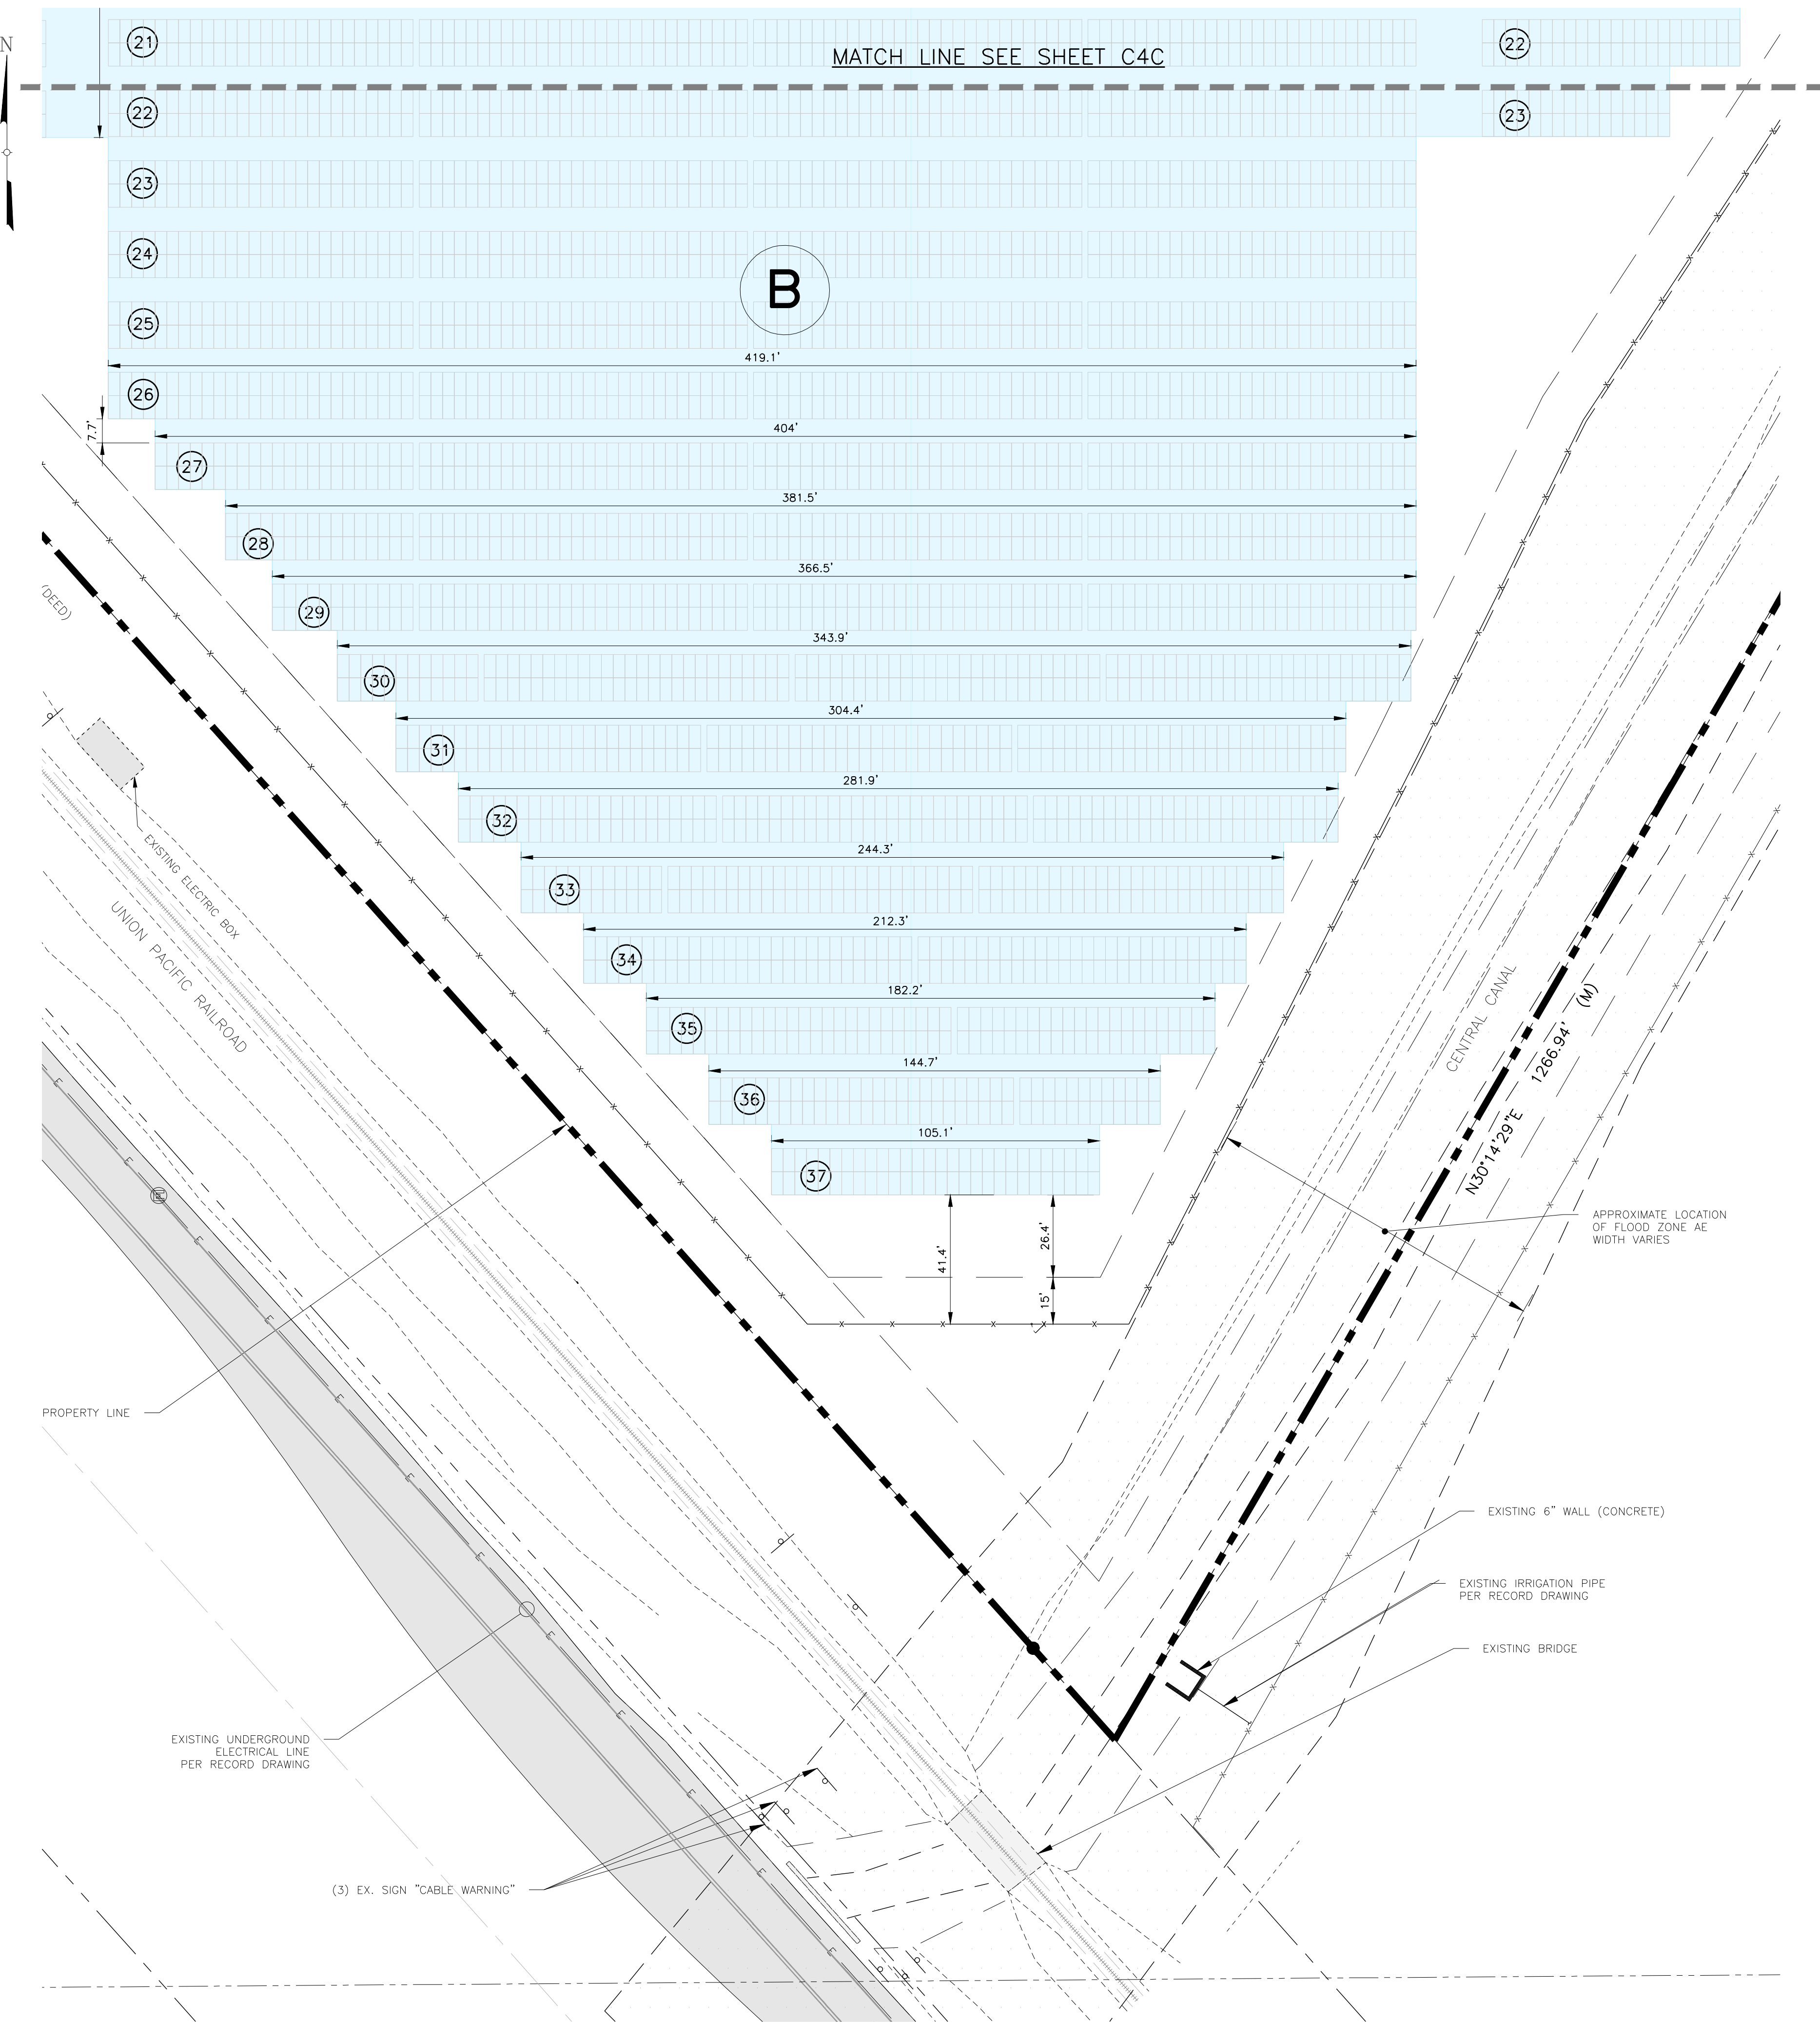 N
21
MATCH LINE SEE SHEET C4C
22
22
23
23
24
B
25
419.1'
26
7.7'
404'
27
381.5'
28
366.5'
(DEED)
29
343.9'
30
304.4'
31
281.9'
32
EXISTING ELECTRIC BOX
244.3'
33
UNION PACIFIC RAILROAD
212.3'
34
182.2'
35
CENTRAL CANAL
1266.94' (M)
N30°14'29"E
144.7'
36
105.1'
37
41.4'
26.4'
15'
APPROXIMATE LOCATION
OF FLOOD ZONE AE
WIDTH VARIES
PROPERTY LINE
EXISTING 6" WALL (CONCRETE)
EXISTING IRRIGATION PIPE
PER RECORD DRAWING
EXISTING BRIDGE
EXISTING UNDERGROUND
ELECTRICAL LINE
PER RECORD DRAWING
(3) EX. SIGN "CABLE WARNING"